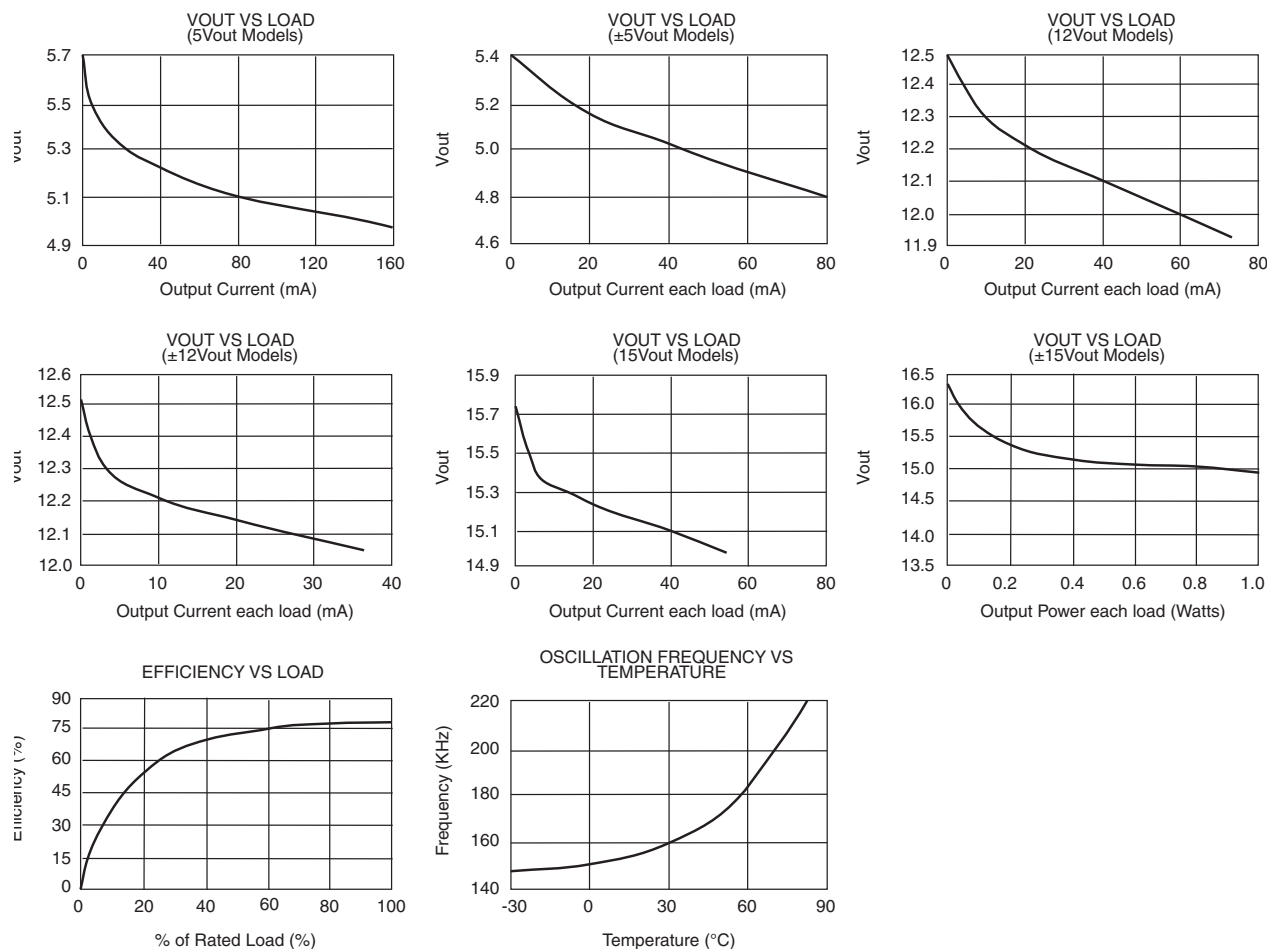 VOUT VS LOAD
(5Vout Models)
5.7
5.5
5.3
5.1
4.9
Vout
0 40 80 120 160
Output Current (mA)
VOUT VS LOAD
(±5Vout Models)
5.4
5.2
5.0
4.8
4.6
Vout
0 20 40 60 80
Output Current each load (mA)
VOUT VS LOAD
(12Vout Models)
12.5
12.4
12.3
12.2
12.1
12.0
11.9
Vout
0 20 40 60 80
Output Current each load (mA)
VOUT VS LOAD
(±12Vout Models)
12.6
12.5
12.4
12.3
12.2
12.1
12.0
Vout
0 10 20 30 40
Output Current each load (mA)
VOUT VS LOAD
(15Vout Models)
15.9
15.7
15.5
15.3
15.1
14.9
Vout
0 20 40 60 80
Output Current each load (mA)
VOUT VS LOAD
(±15Vout Models)
16.5
16.0
15.5
15.0
14.5
14.0
13.5
Vout
0 0.2 0.4 0.6 0.8 1.0
Output Power each load (Watts)
EFFICIENCY VS LOAD
90
75
60
45
30
15
0
Efficiency (%)
0 20 40 60 80 100
% of Rated Load (%)
OSCILLATION FREQUENCY VS
TEMPERATURE
220
200
180
160
140
Frequency (KHz)
-30 0 30 60 90
Temperature (°C)